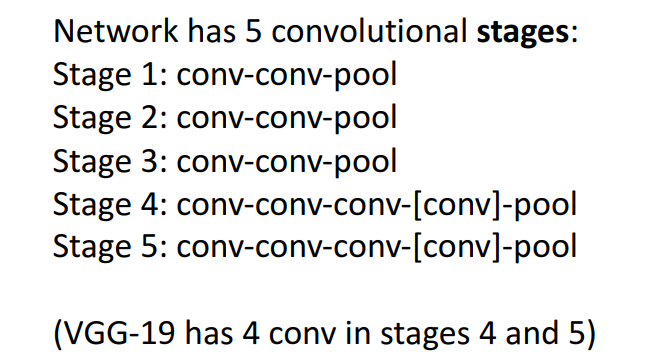 Network has 5 convolutional stages:
Stage 1: conv-conv-pool
Stage 2: conv-conv-pool
Stage 3: conv-conv-pool
Stage 4: conv-conv-conv-[conv]-pool
Stage 5: conv-conv-conv-[conv]-pool
(VGG-19 has 4 conv in stages 4 and 5)